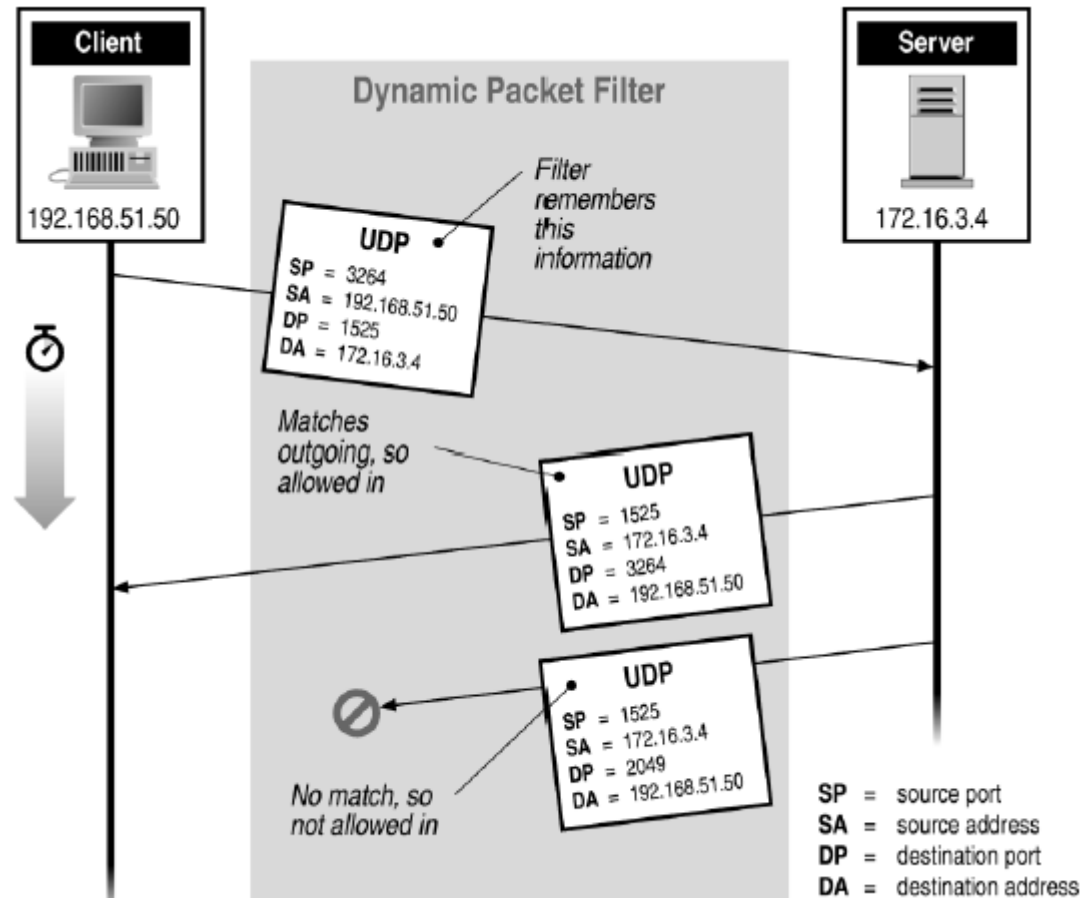 Client
192.168.51.50
Server
172.16.3.4
Dynamic Packet Filter
Filter
remembers
this
information
UDP
SP = 3264
SA = 192.168.51.50
DP = 1525
DA = 172.16.3.4
Matches
outgoing, so
allowed in
UDP
SP = 1525
SA = 172.16.3.4
DP = 3264
DA = 192.168.51.50
UDP
SP = 1525
SA = 172.16.3.4
DP = 2049
DA = 192.168.51.50
No match, so
not allowed in
SP = source port
SA = source address
DP = destination port
DA = destination address